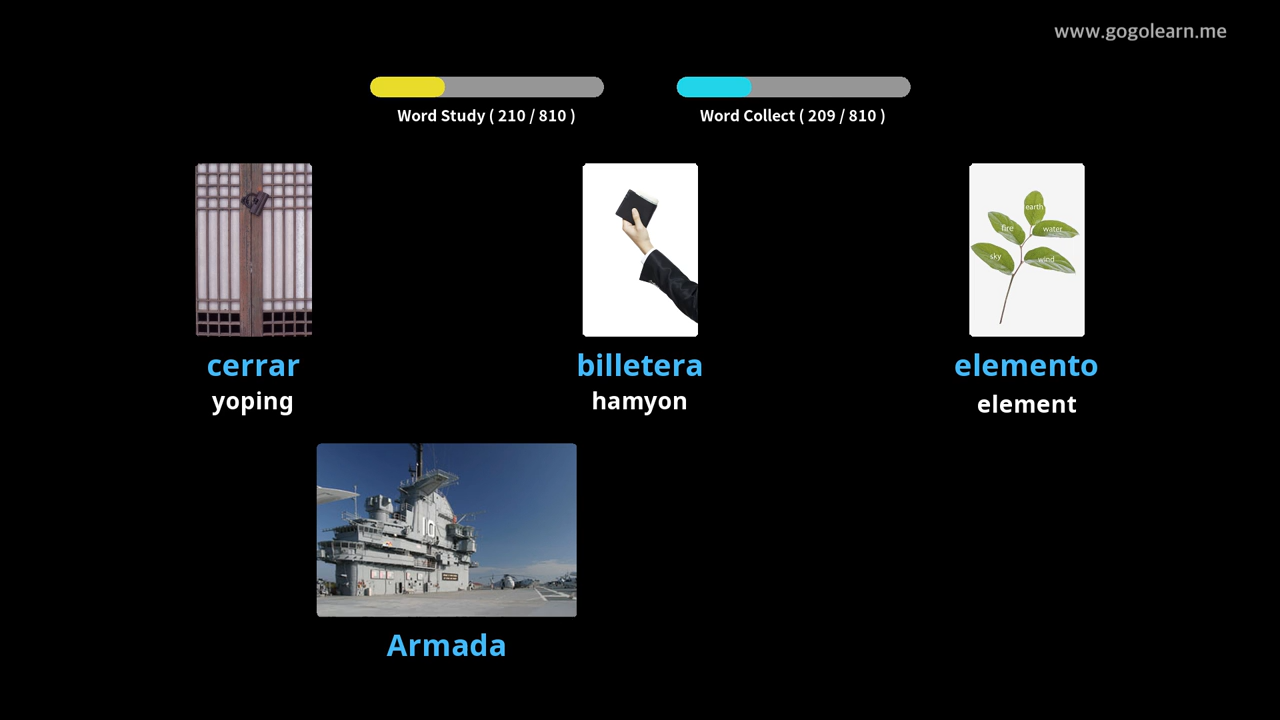 www.gogolearn.me
Word Study ( 210 / 810 )
Word Collect ( 209 / 810 )
earth
fire
water
sky
wind
cerrar
yoping
billetera
hamyon
elemento
element
10
Armada